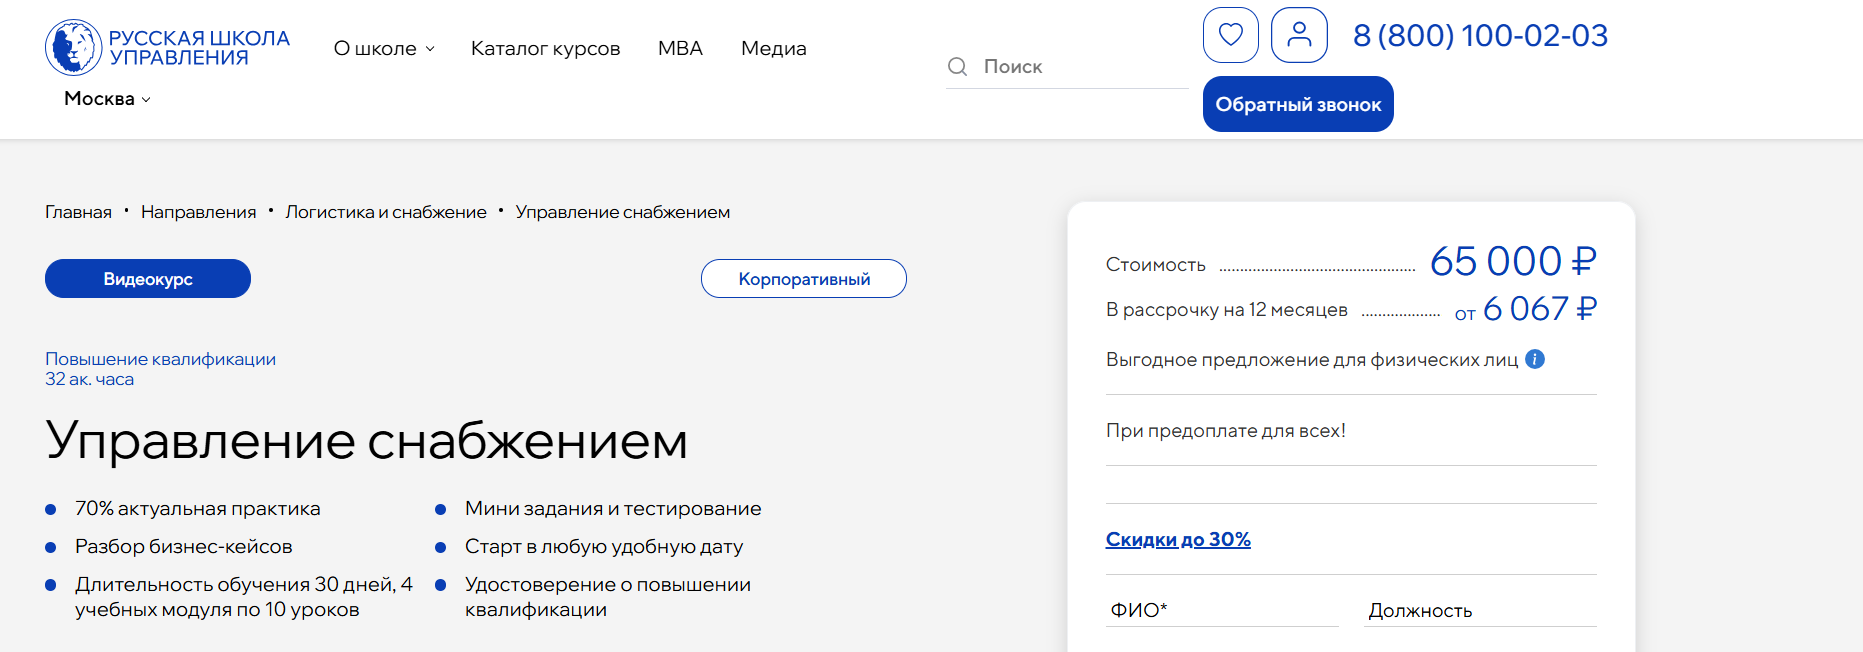 РУССКАЯ ШКОЛА
УПРАВЛЕНИЯ
О школе
Каталог курсов
MBA
Медиа
Поиск
8 (800) 100-02-03
Москва
Обратный звонок
Главная • Направления • Логистика и снабжение • Управление снабжением
Видеокурс
Корпоративный
Повышение квалификации
32 ак. часа
Управление снабжением
70% актуальная практика
Разбор бизнес-кейсов
Длительность обучения 30 дней, 4
учебных модуля по 10 уроков
Мини задания и тестирование
Старт в любую удобную дату
Удостоверение о повышении
квалификации
Стоимость 65 000 ₽
В рассрочку на 12 месяцев от 6 067 ₽
Выгодное предложение для физических лиц i
При предоплате для всех!
Скидки до 30%
ФИО*
Должность